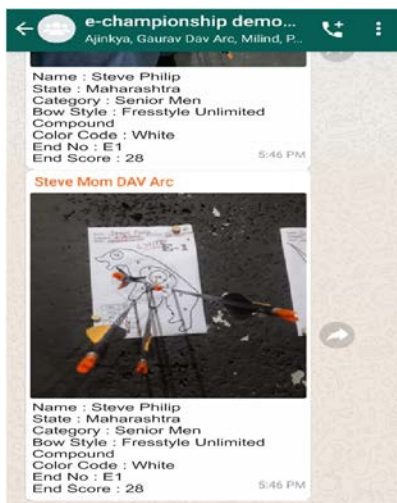 e-championship demo...
Ajinkya, Gaurav Dav Arc, Milind, P...
Name : Steve Philip
State : Maharashtra
Category : Senior Men
Bow Style : Fresstyle Unlimited
Compound
Color Code : White
End No : E1
End Score : 28
5:46 PM
Steve Mom DAV Arc
E-1
Name : Steve Philip
State : Maharashtra
Category : Senior Men
Bow Style : Fresstyle Unlimited
Compound
Color Code : White
End No : E1
End Score : 28
5:46 PM